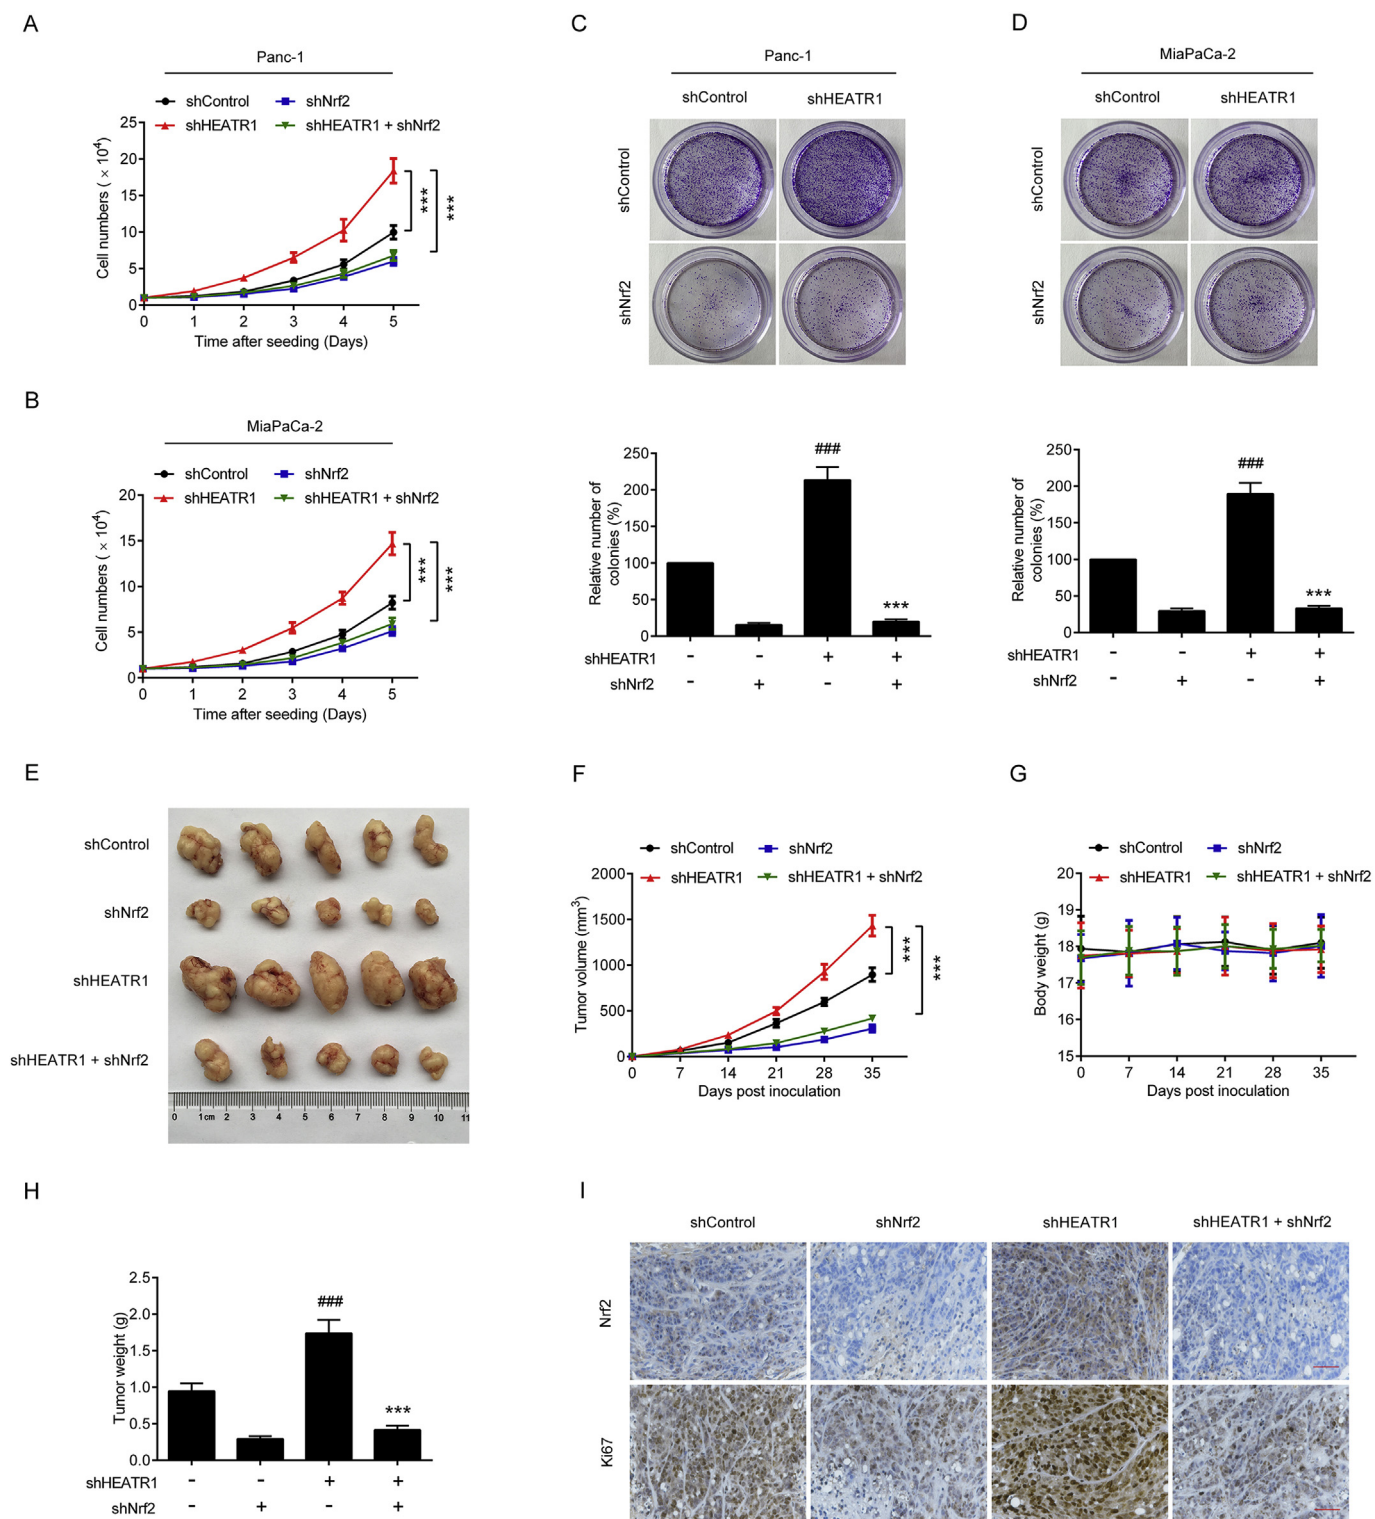 A
Panc-1
shControl shNrf2
shHEATR1 shHEATR1 + shNrf2
Cell numbers ( × 10⁴)
25
20
15
10
5
0
0 1 2 3 4 5
Time after seeding (Days)
*** ***
B
MiaPaCa-2
shControl shNrf2
shHEATR1 shHEATR1 + shNrf2
Cell numbers ( × 10⁴)
20
15
10
5
0
0 1 2 3 4 5
Time after seeding (Days)
*** ***
C
Panc-1
shControl shHEATR1
shControl
shNrf2
Relative number of
colonies (%)
250
200
150
100
50
0
###
***
shHEATR1 - - + +
shNrf2 - + - +
D
MiaPaCa-2
shControl shHEATR1
shControl
shNrf2
Relative number of
colonies (%)
250
200
150
100
50
0
###
***
shHEATR1 - - + +
shNrf2 - + - +
E
shControl
shNrf2
shHEATR1
shHEATR1 + shNrf2
0 1cm 2 3 4 5 6 7 8 9 10 11
F
shControl shNrf2
shHEATR1 shHEATR1 + shNrf2
Tumor volume (mm³)
2000
1500
1000
500
0
0 7 14 21 28 35
Days post inoculation
*** ***
G
shControl shNrf2
shHEATR1 shHEATR1 + shNrf2
Body weight (g)
20
19
18
17
16
15
0 7 14 21 28 35
Days post inoculation
H
Tumor weight (g)
2.5
2.0
1.5
1.0
0.5
0.0
###
***
shHEATR1 - - + +
shNrf2 - + - +
I
shControl shNrf2 shHEATR1 shHEATR1 + shNrf2
Nrf2
Ki67